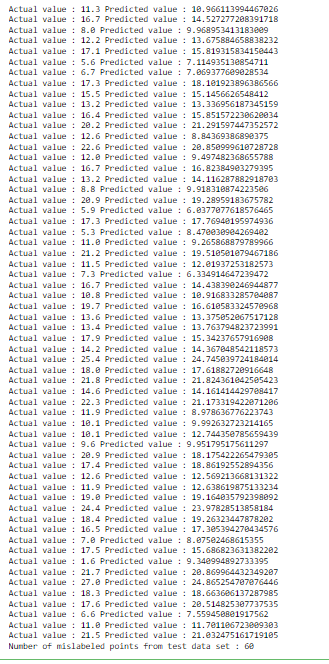 Actual value : 11.3 Predicted value : 10.966113994467026
Actual value : 16.7 Predicted value : 14.527277208391718
Actual value : 8.0 Predicted value : 9.96895341318​3009
Actual value : 12.2 Predicted value : 13.675884658838232
Actual value : 17.1 Predicted value : 15.819315834150443
Actual value : 5.6 Predicted value : 7.114935130854711
Actual value : 6.7 Predicted value : 7.069377609028534
Actual value : 17.3 Predicted value : 18.101923896386566
Actual value : 15.5 Predicted value : 15.1456626548412
Actual value : 13.2 Predicted value : 13.336956187345159
Actual value : 16.4 Predicted value : 15.851572230620034
Actual value : 20.2 Predicted value : 21.291597447352572
Actual value : 12.6 Predicted value : 8.84369386890375
Actual value : 22.6 Predicted value : 20.850999610728728
Actual value : 12.0 Predicted value : 9.497482368655788
Actual value : 16.7 Predicted value : 16.82384903279395
Actual value : 13.2 Predicted value : 14.116287882918703
Actual value : 8.8 Predicted value : 9.918310874223506
Actual value : 20.9 Predicted value : 19.28959183675782
Actual value : 5.9 Predicted value : 6.0377077618576465
Actual value : 17.3 Predicted value : 17.76940195974936
Actual value : 5.3 Predicted value : 8.470030904269402
Actual value : 11.0 Predicted value : 9.265868879789966
Actual value : 21.2 Predicted value : 19.510501079467186
Actual value : 11.5 Predicted value : 12.01937253182573
Actual value : 7.3 Predicted value : 6.334914647239472
Actual value : 16.7 Predicted value : 14.438390246944877
Actual value : 10.8 Predicted value : 10.916833285704087
Actual value : 19.7 Predicted value : 16.610583324570968
Actual value : 13.6 Predicted value : 13.375052067517128
Actual value : 13.4 Predicted value : 13.763794823723991
Actual value : 17.9 Predicted value : 15.34237657916908
Actual value : 14.2 Predicted value : 14.367048542118573
Actual value : 25.4 Predicted value : 24.745039724184014
Actual value : 18.0 Predicted value : 17.61882720916648
Actual value : 21.8 Predicted value : 21.824361042505423
Actual value : 14.6 Predicted value : 14.161414429708417
Actual value : 22.3 Predicted value : 21.173319422071206
Actual value : 11.9 Predicted value : 8.978636776223743
Actual value : 10.1 Predicted value : 9.992632723214165
Actual value : 10.1 Predicted value : 12.744350785659439
Actual value : 9.6 Predicted value : 9.951795175611297
Actual value : 20.9 Predicted value : 18.175422265479305
Actual value : 17.4 Predicted value : 18.86192552894356
Actual value : 12.6 Predicted value : 12.569213668131322
Actual value : 11.9 Predicted value : 12.638619875133234
Actual value : 19.0 Predicted value : 19.164035792398092
Actual value : 24.4 Predicted value : 23.97828513858184
Actual value : 18.4 Predicted value : 19.26323447878202
Actual value : 16.5 Predicted value : 17.305394270434576
Actual value : 7.0 Predicted value : 8.07502468615355
Actual value : 17.5 Predicted value : 15.686823631382202
Actual value : 1.6 Predicted value : 9.340994892733395
Actual value : 21.7 Predicted value : 20.869964432349207
Actual value : 27.0 Predicted value : 24.865254707076446
Actual value : 18.3 Predicted value : 18.663606137287985
Actual value : 17.6 Predicted value : 20.514825307737535
Actual value : 6.6 Predicted value : 7.559450801917562
Actual value : 11.0 Predicted value : 11.701106723009303
Actual value : 21.5 Predicted value : 21.032475161719105
Number of mislabeled points from test data set : 60